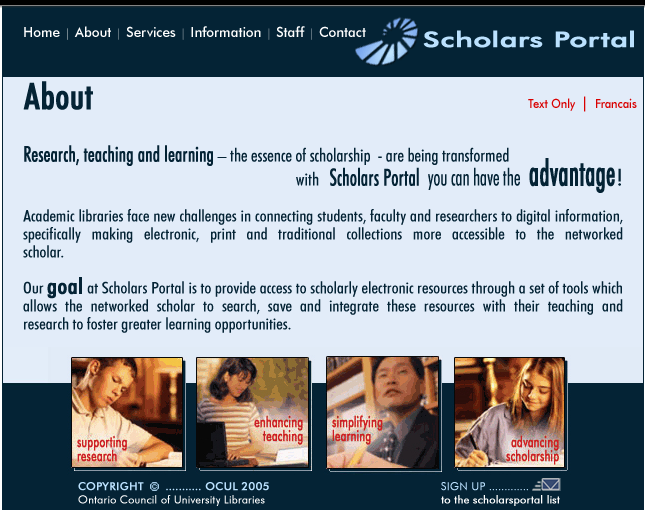 Home | About | Services | Information | Staff | Contact
Scholars Portal
About
Text Only | Francais
Research, teaching and learning – the essence of scholarship - are being transformed
with Scholars Portal you can have the advantage!
Academic libraries face new challenges in connecting students, faculty and researchers to digital information,
specifically making electronic, print and traditional collections more accessible to the networked
scholar.
Our goal at Scholars Portal is to provide access to scholarly electronic resources through a set of tools which
allows the networked scholar to search, save and integrate these resources with their teaching and
research to foster greater learning opportunities.
supporting
research
enhancing
teaching
simplifying
learning
advancing
scholarship
COPYRIGHT © ........... OCUL 2005
Ontario Council of University Libraries
SIGN UP .............
to the scholarsportal list